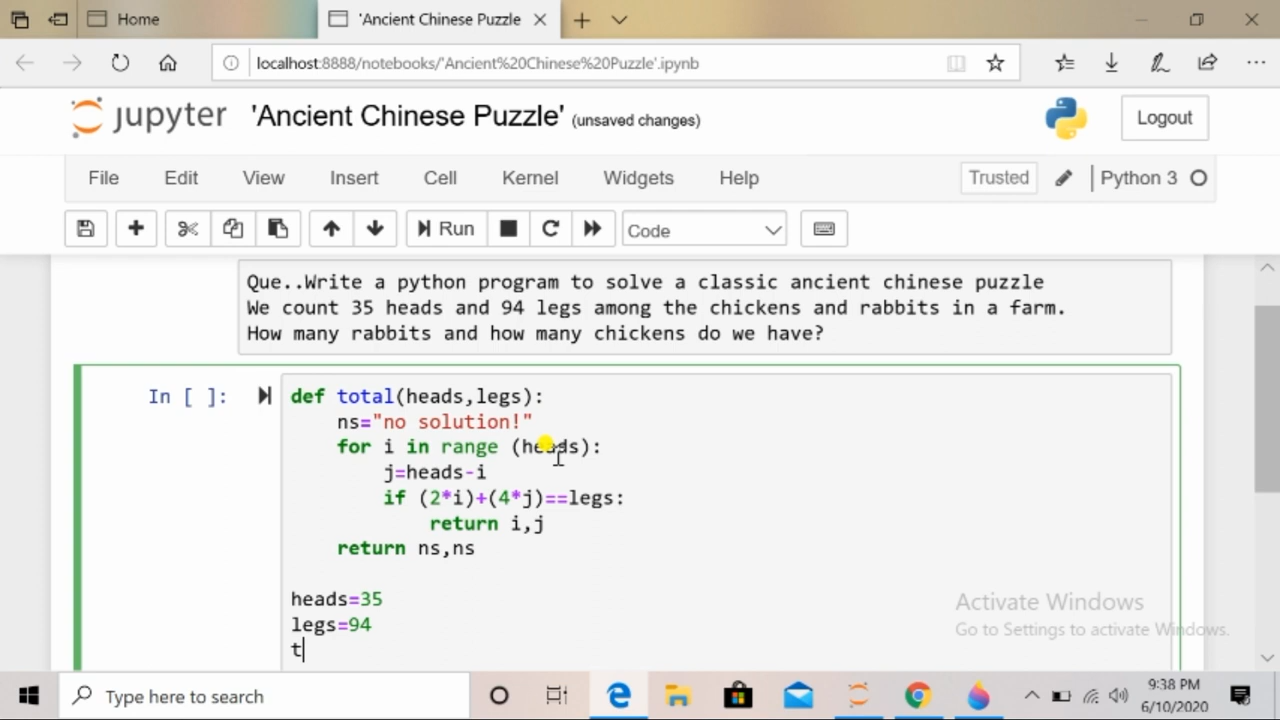 Home
'Ancient Chinese Puzzle
localhost:8888/notebooks/'Ancient%20Chinese%20Puzzle'.ipynb
jupyter 'Ancient Chinese Puzzle' (unsaved changes)
Logout
File Edit View Insert Cell Kernel Widgets Help Trusted Python 3
Run Code
Que..Write a python program to solve a classic ancient chinese puzzle
We count 35 heads and 94 legs among the chickens and rabbits in a farm.
How many rabbits and how many chickens do we have?
In [ ]: def total(heads,legs):
ns="no solution!"
for i in range (heads):
j=heads-i
if (2*i)+(4*j)==legs:
return i,j
return ns,ns
heads=35
legs=94
t
Activate Windows
Go to Settings to activate Windows.
Type here to search
9:38 PM
6/10/2020